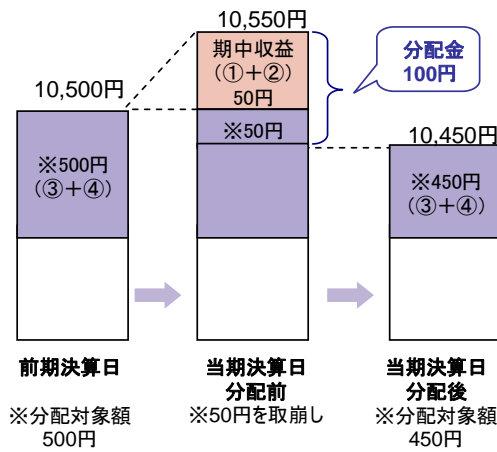 10,550円
期中収益
(①+②)
50円
分配金
100円
10,500円
※50円
10,450円
※500円
(③+④)
※450円
(③+④)
前期決算日
当期決算日
分配前
当期決算日
分配後
※分配対象額
500円
※50円を取崩し
※分配対象額
450円